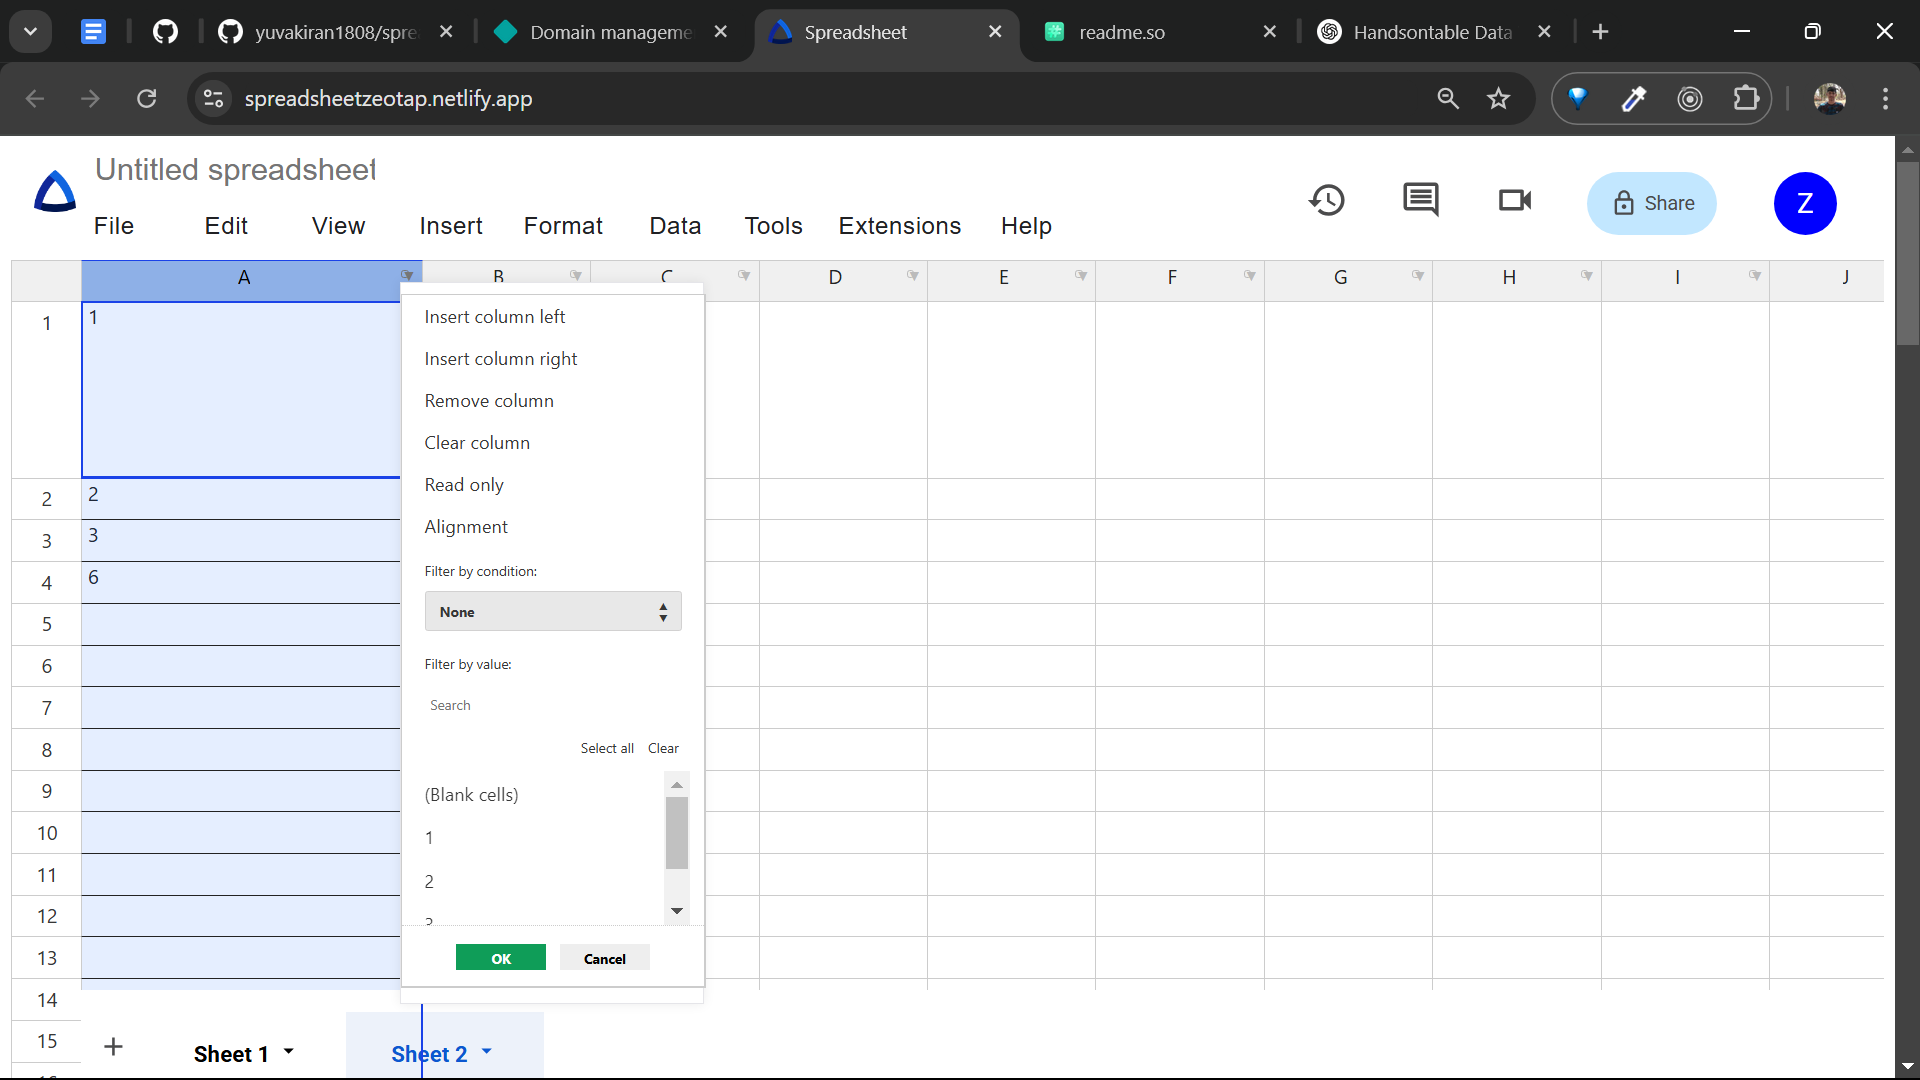 yuvakiran1808/spre
Domain manageme
Spreadsheet
readme.so
Handsontable Data
spreadsheetzeotap.netlify.app
Untitled spreadsheet
File Edit View Insert Format Data Tools Extensions Help
Share
Z
A B C D E F G H I J
1 1
2 2
3 3
4 6
5
6
7
8
9
10
11
12
13
14
15
Insert column left
Insert column right
Remove column
Clear column
Read only
Alignment
Filter by condition:
None
Filter by value:
Search
Select all Clear
(Blank cells)
1
2
OK Cancel
Sheet 1 Sheet 2